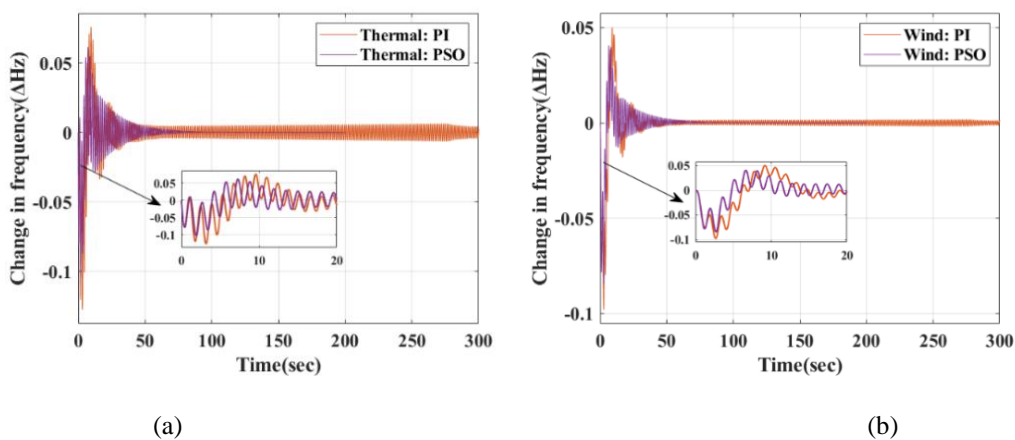 Thermal: PI
Thermal: PSO
Change in frequency(ΔHz)
0.05
0
-0.05
-0.1
0.05
0
-0.05
-0.1
0 10 20
0 50 100 150 200 250 300
Time(sec)
(a)
Wind: PI
Wind: PSO
Change in frequency(ΔHz)
0.05
0
-0.05
-0.1
0.05
0
-0.05
-0.1
0 10 20
0 50 100 150 200 250 300
Time(sec)
(b)